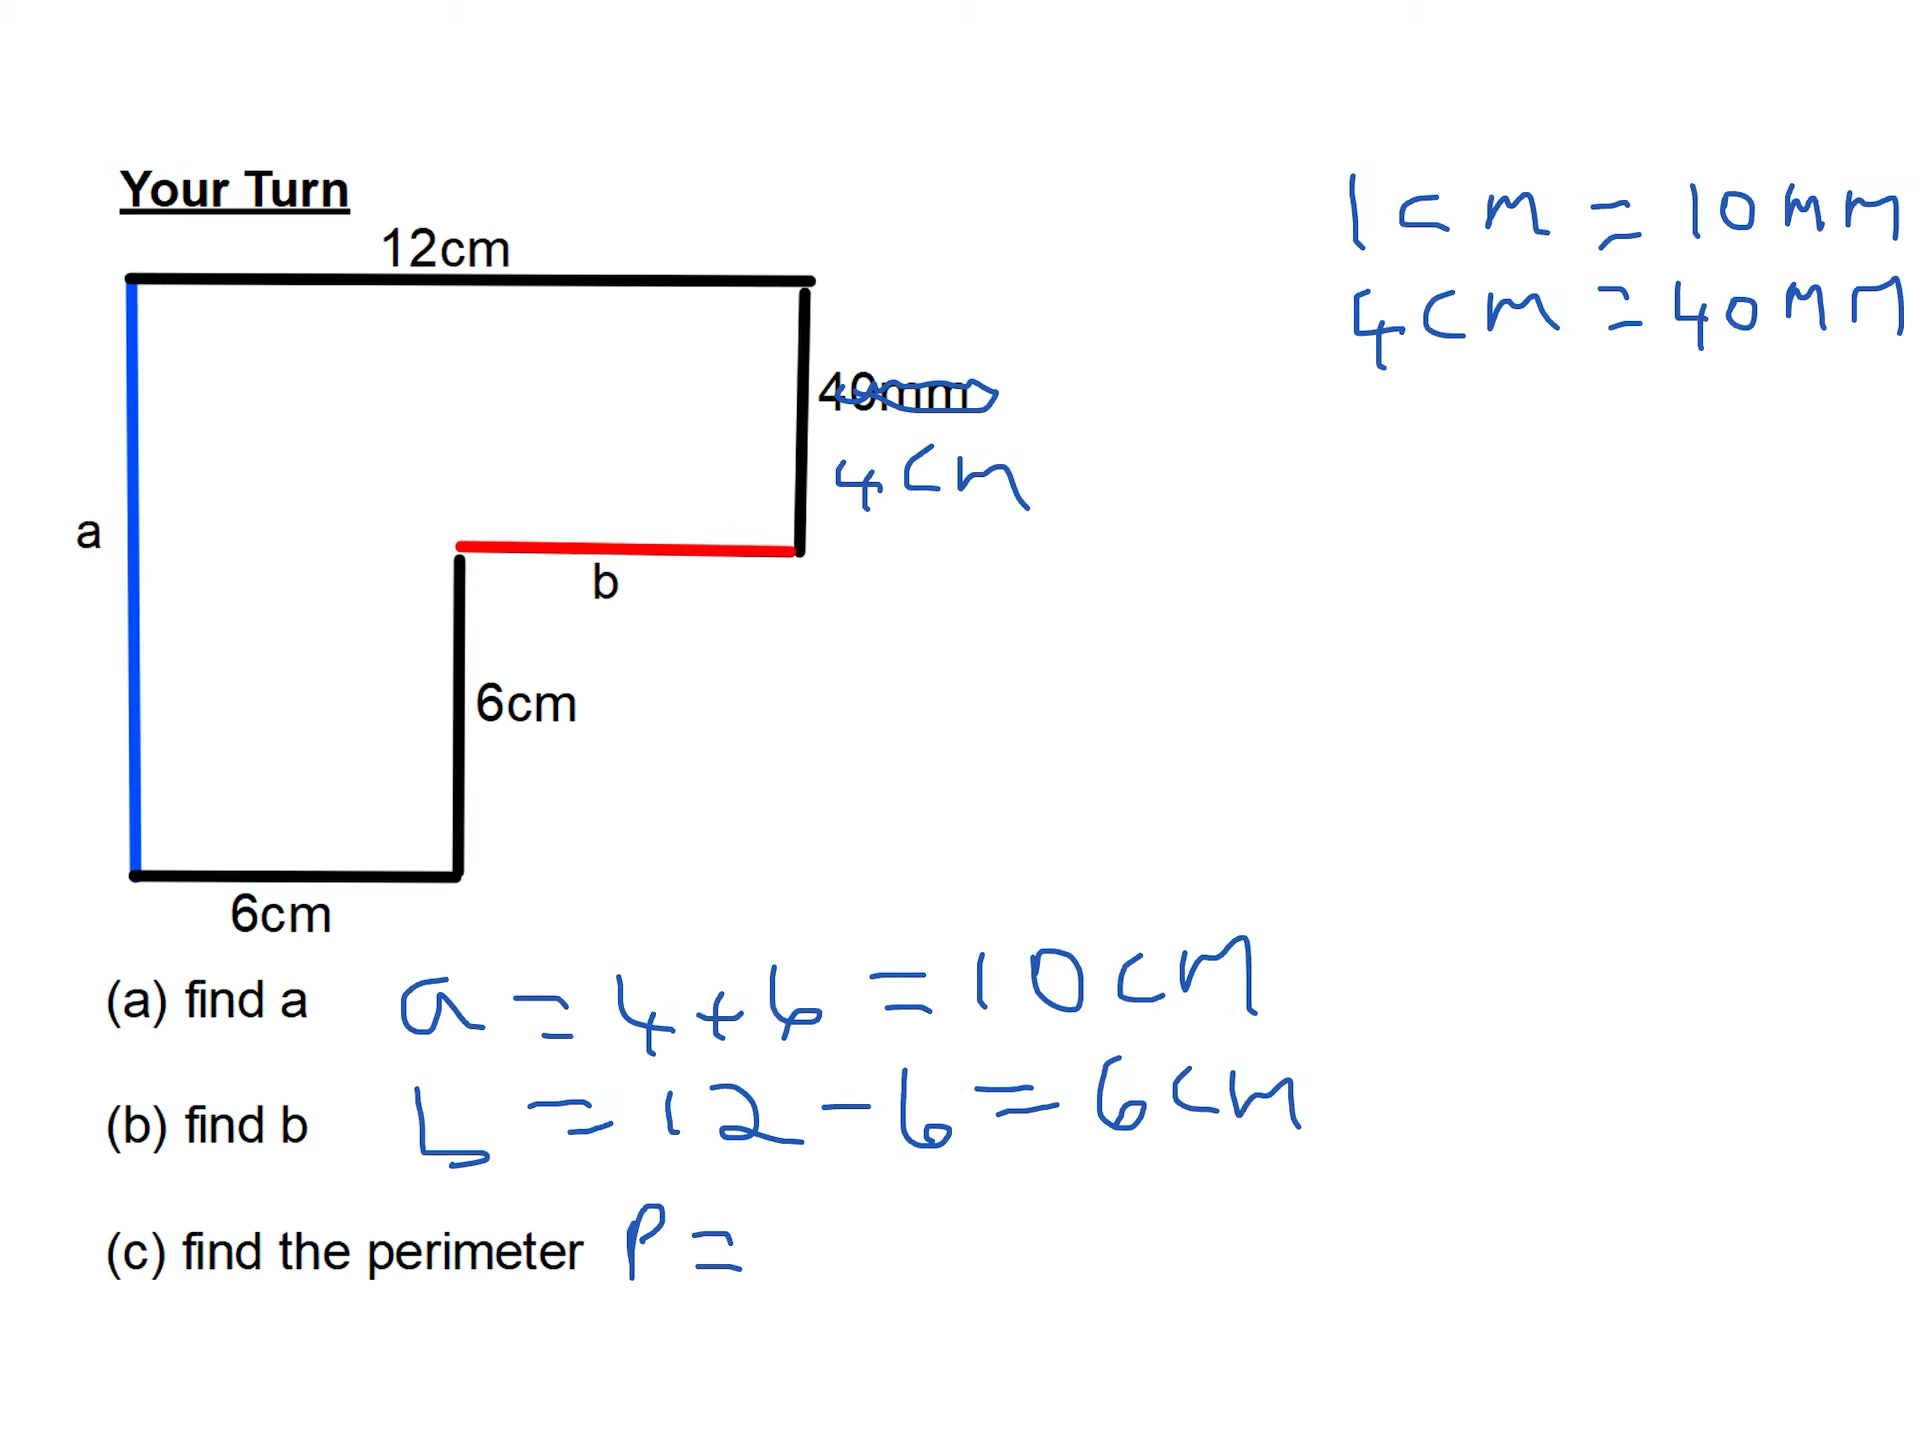 Your Turn
12cm
1cm = 10mm
4cm = 40mm
40mm
4cm
a
b
6cm
6cm
(a) find a a = 4+6 = 10cm
(b) find b b = 12-6 = 6cm
(c) find the perimeter P =